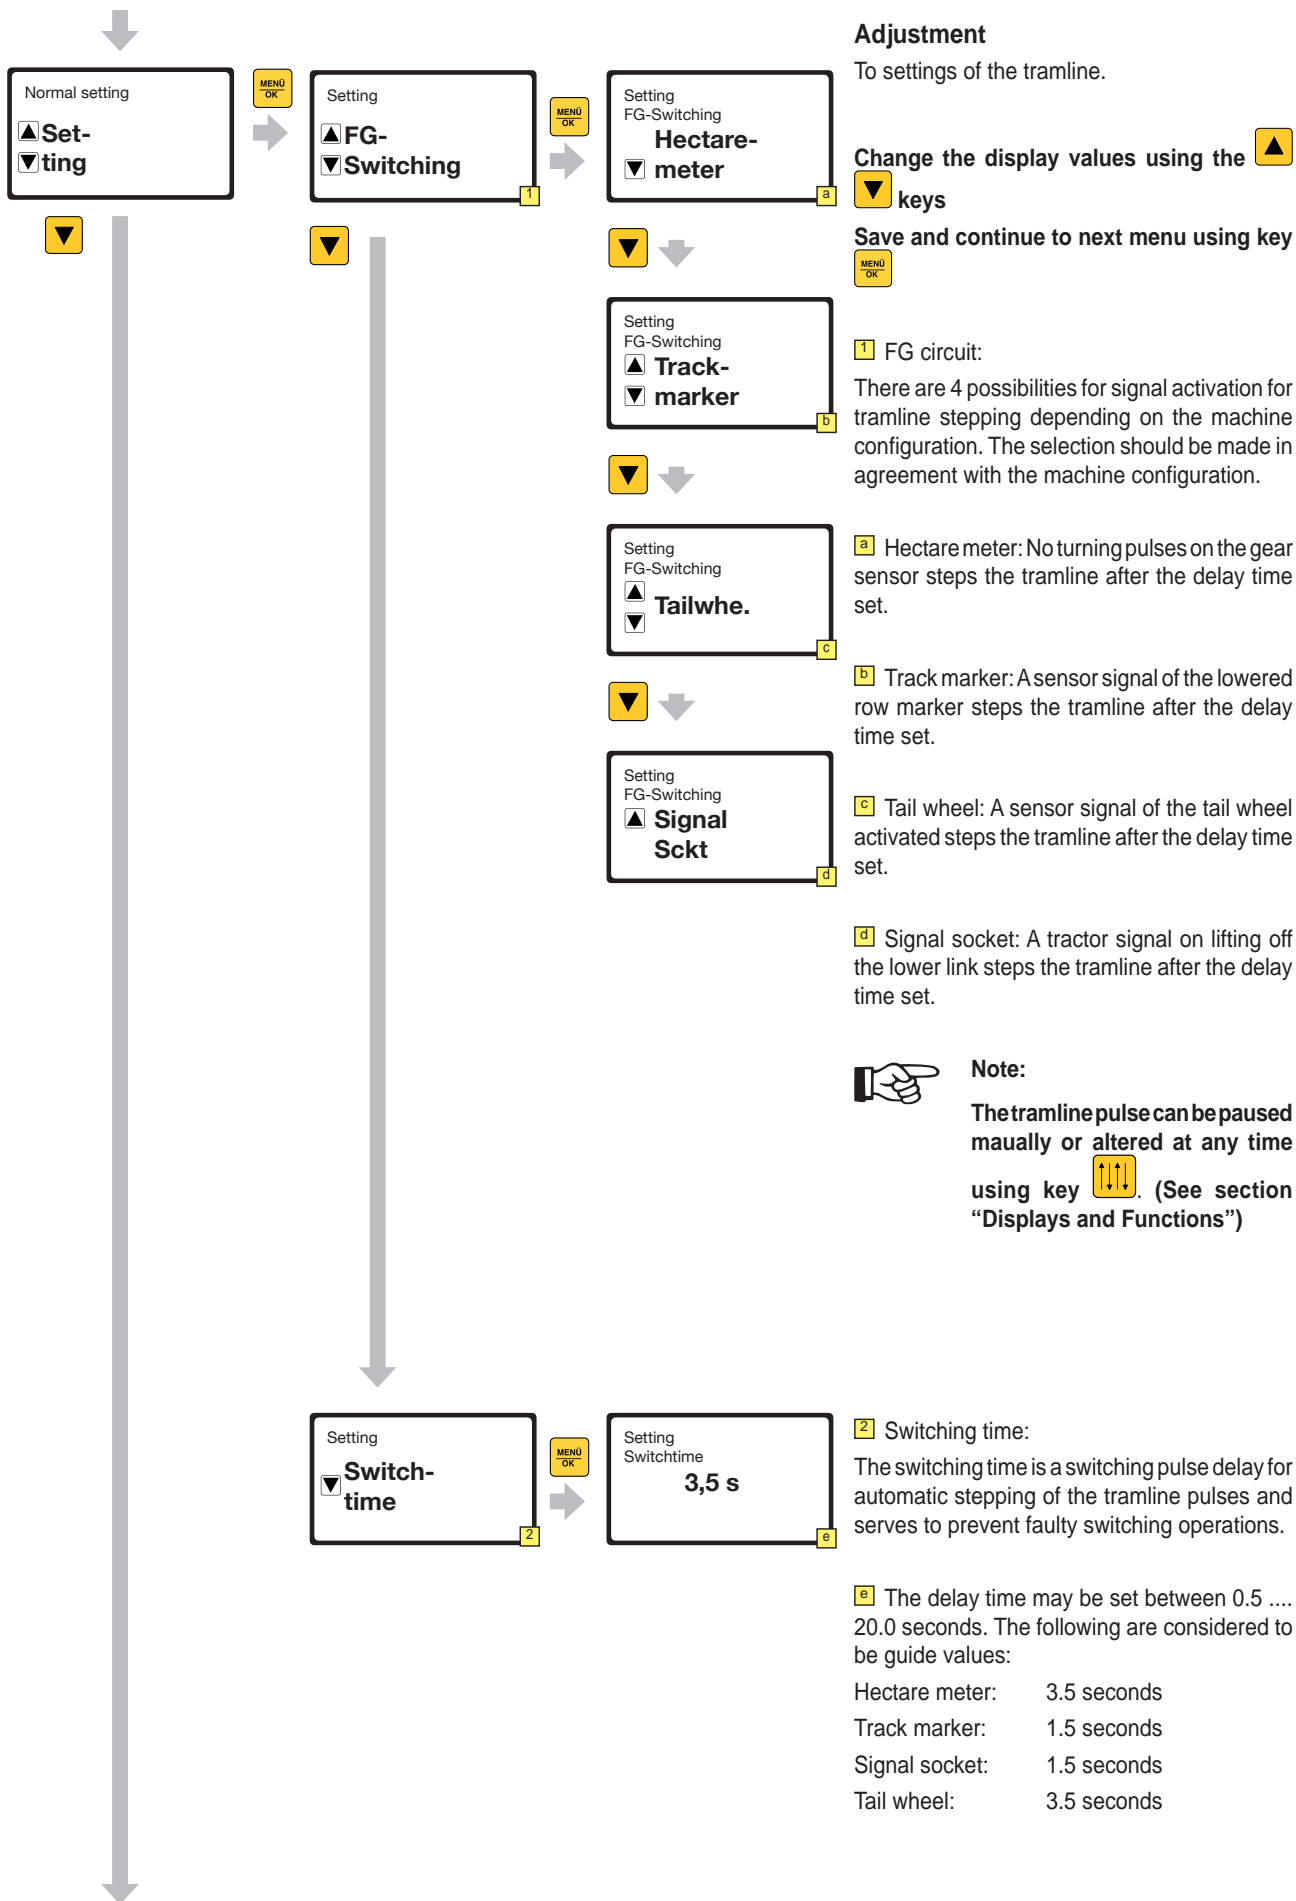 Normal setting
Set-
ting
MENÜ
OK
Setting
FG-
Switching
1
MENÜ
OK
Setting
FG-Switching
Hectare-
meter
a
Setting
FG-Switching
Track-
marker
b
Setting
FG-Switching
Tailwhe.
c
Setting
FG-Switching
Signal
Sckt
d
Setting
Switch-
time
2
MENÜ
OK
Setting
Switchtime
3,5 s
e
Adjustment
To settings of the tramline.
Change the display values using the
keys
Save and continue to next menu using key
MENÜ
OK
1 FG circuit:
There are 4 possibilities for signal activation for
tramline stepping depending on the machine
configuration. The selection should be made in
agreement with the machine configuration.
a Hectare meter: No turning pulses on the gear
sensor steps the tramline after the delay time
set.
b Track marker: A sensor signal of the lowered
row marker steps the tramline after the delay
time set.
c Tail wheel: A sensor signal of the tail wheel
activated steps the tramline after the delay time
set.
d Signal socket: A tractor signal on lifting off
the lower link steps the tramline after the delay
time set.
Note:
The tramline pulse can be paused
maually or altered at any time
using key . (See section
“Displays and Functions”)
2 Switching time:
The switching time is a switching pulse delay for
automatic stepping of the tramline pulses and
serves to prevent faulty switching operations.
e The delay time may be set between 0.5 ....
20.0 seconds. The following are considered to
be guide values:
Hectare meter: 3.5 seconds
Track marker: 1.5 seconds
Signal socket: 1.5 seconds
Tail wheel: 3.5 seconds